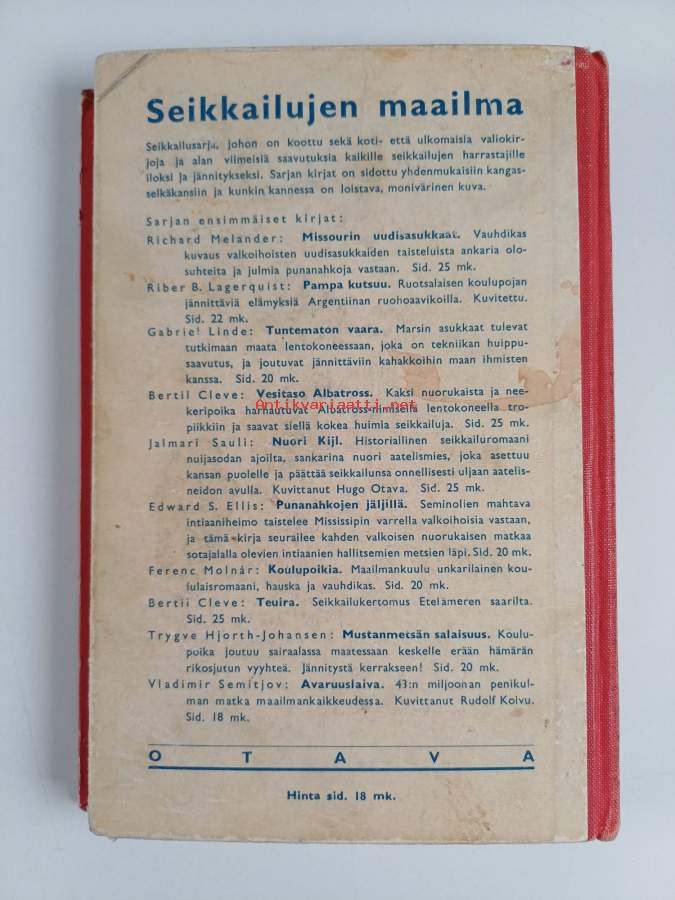 Seikkailujen maailma
Seikkailusarja, johon on koottu sekä koti- että ulkomaisia valiokir-
joja ja alan viimeisiä saavutuksia kaikille seikkailujen harrastajille
iloksi ja jännitykseksi. Sarjan kirjat on sidottu yhdenmukaisiin kangas-
selkäkansiin ja kunkin kannessa on loistava, monivärinen kuva.
Sarjan ensimmäiset kirjat:
Richard Melander: Missourin uudisasukkaat. Vauhdikas
kuvaus valkoihoisten uudisasukkaiden taisteluista ankaria olo-
suhteita ja julmia punanahkoja vastaan. Sid. 25 mk.
Riber B. Lagerquist: Pampa kutsuu. Ruotsalaisen koulupojan
jännittäviä elämyksiä Argentiinan ruohoaavikoilla. Kuvitettu.
Sid. 22 mk.
Gabriel Linde: Tuntematon vaara. Marsin asukkaat tulevat
tutkimaan maata lentokoneessaan, joka on tekniikan huippu-
saavutus, ja joutuvat jännittäviin kahakkoihin maan ihmisten
kanssa. Sid. 20 mk.
Bertil Cleve: Vesitaso Albatross. Kaksi nuorukaista ja nee-
keripoika harhautuvat Albatross-nimisellä lentokoneella tro-
piikkiin ja saavat siellä kokea huimia seikkailuja. Sid. 25 mk.
Antikvariaatti.net
Jalmari Sauli: Nuori Kijl. Historiallinen seikkailuromaani
nuijasodan ajoilta, sankarina nuori aatelismies, joka asettuu
kansan puolelle ja päättää seikkailunsa onnellisesti uljaan aatelis-
neidon avulla. Kuvittanut Hugo Otava. Sid. 25 mk.
Edward S. Ellis: Punanahkojen jäljillä. Seminolien mahtava
intiaaniheimo taistelee Mississipin varrella valkoihoisia vastaan,
ja tämä kirja seurailee kahden valkoisen nuorukaisen matkaa
sotajalalla olevien intiaanien hallitsemien metsien läpi. Sid. 20 mk.
Ferenc Molnár: Koulupoikia. Maailmankuulu unkarilainen kou-
lulaisromaani, hauska ja vauhdikas. Sid. 20 mk.
Bertil Cleve: Teuira. Seikkailukertomus Etelämeren saarilta.
Sid. 25 mk.
Trygve Hjorth-Johansen: Mustanmetsän salaisuus. Koulu-
poika joutuu sairaalassa maatessaan keskelle erään hämärän
rikosjutun vyyhteä. Jännitystä kerrakseen! Sid. 20 mk.
Vladimir Semitjov: Avaruuslaiva. 43:n miljoonan penikul-
man matka maailmankaikkeudessa. Kuvittanut Rudolf Koivu.
Sid. 18 mk.
OTAVA
Hinta sid. 18 mk.